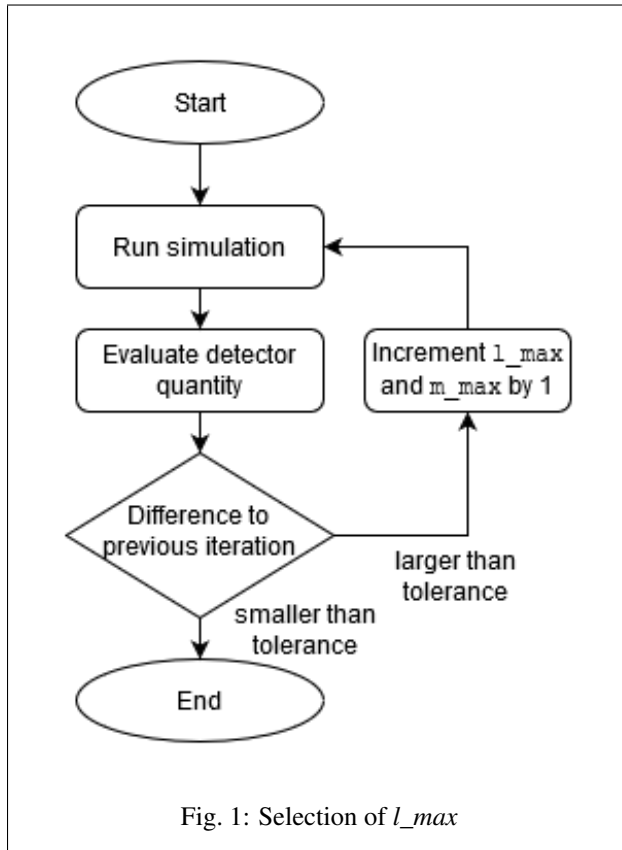 Start
Run simulation
Evaluate detector
quantity
Increment l_max
and m_max by 1
Difference to
previous iteration
larger than
tolerance
smaller than
tolerance
End
Fig. 1: Selection of l_max